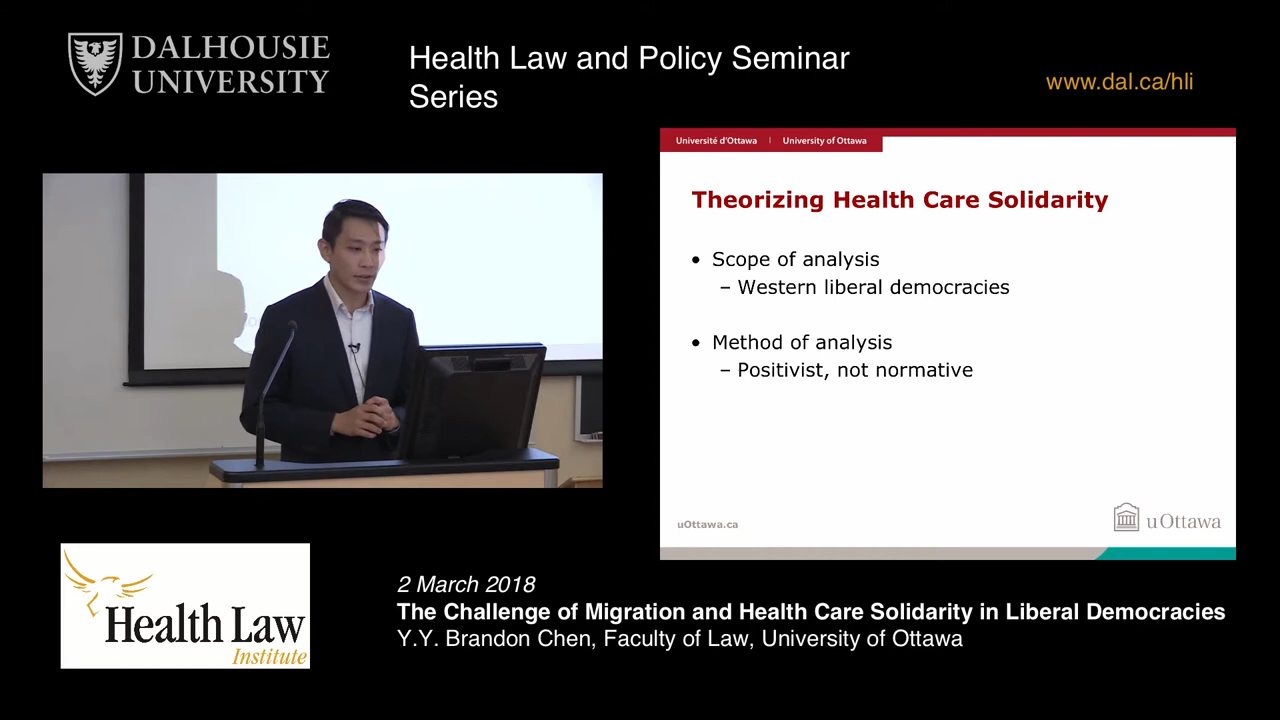 DALHOUSIE
UNIVERSITY
Health Law and Policy Seminar
Series
www.dal.ca/hli
Université d'Ottawa | University of Ottawa
Theorizing Health Care Solidarity
• Scope of analysis
– Western liberal democracies
• Method of analysis
– Positivist, not normative
uOttawa.ca
uOttawa
Health Law
Institute
2 March 2018
The Challenge of Migration and Health Care Solidarity in Liberal Democracies
Y.Y. Brandon Chen, Faculty of Law, University of Ottawa